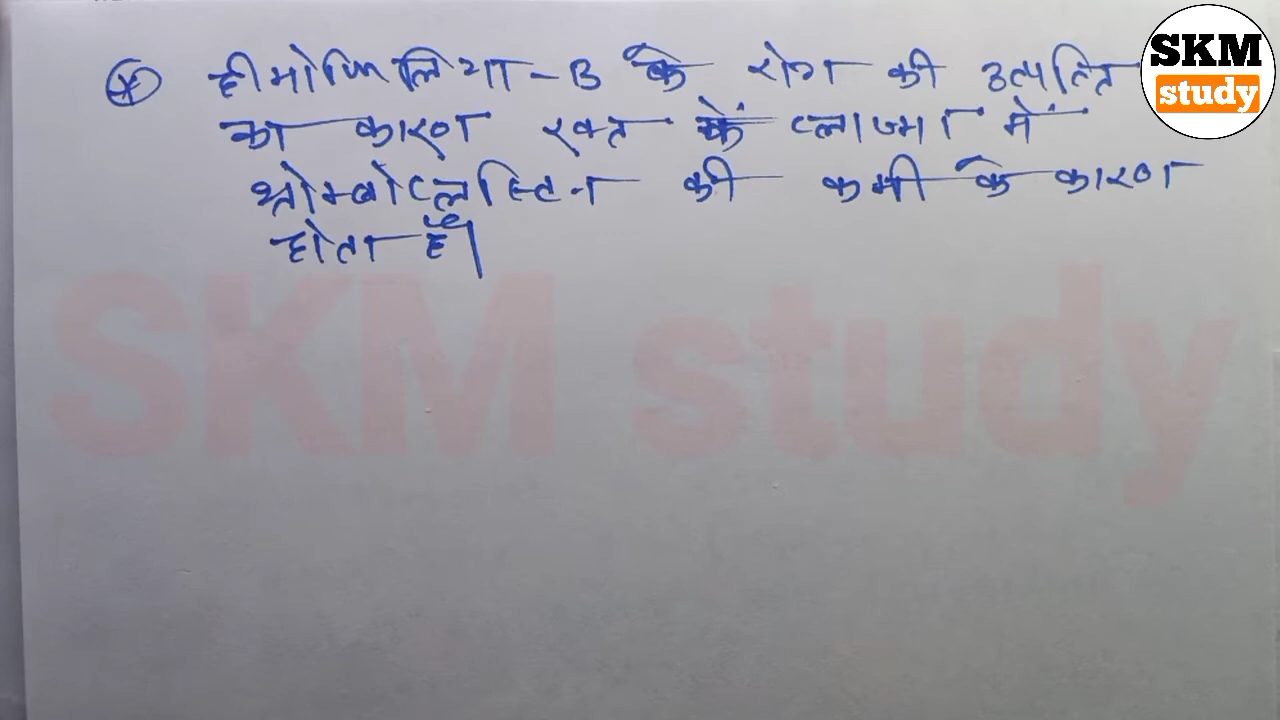 हीमोफिलिया-B के रोग की उत्पत्ति
का कारण रक्त के प्लाज्मा में
थ्रोम्बोप्लास्टिन की कमी के कारण
होता है।
SKM study
SKM study